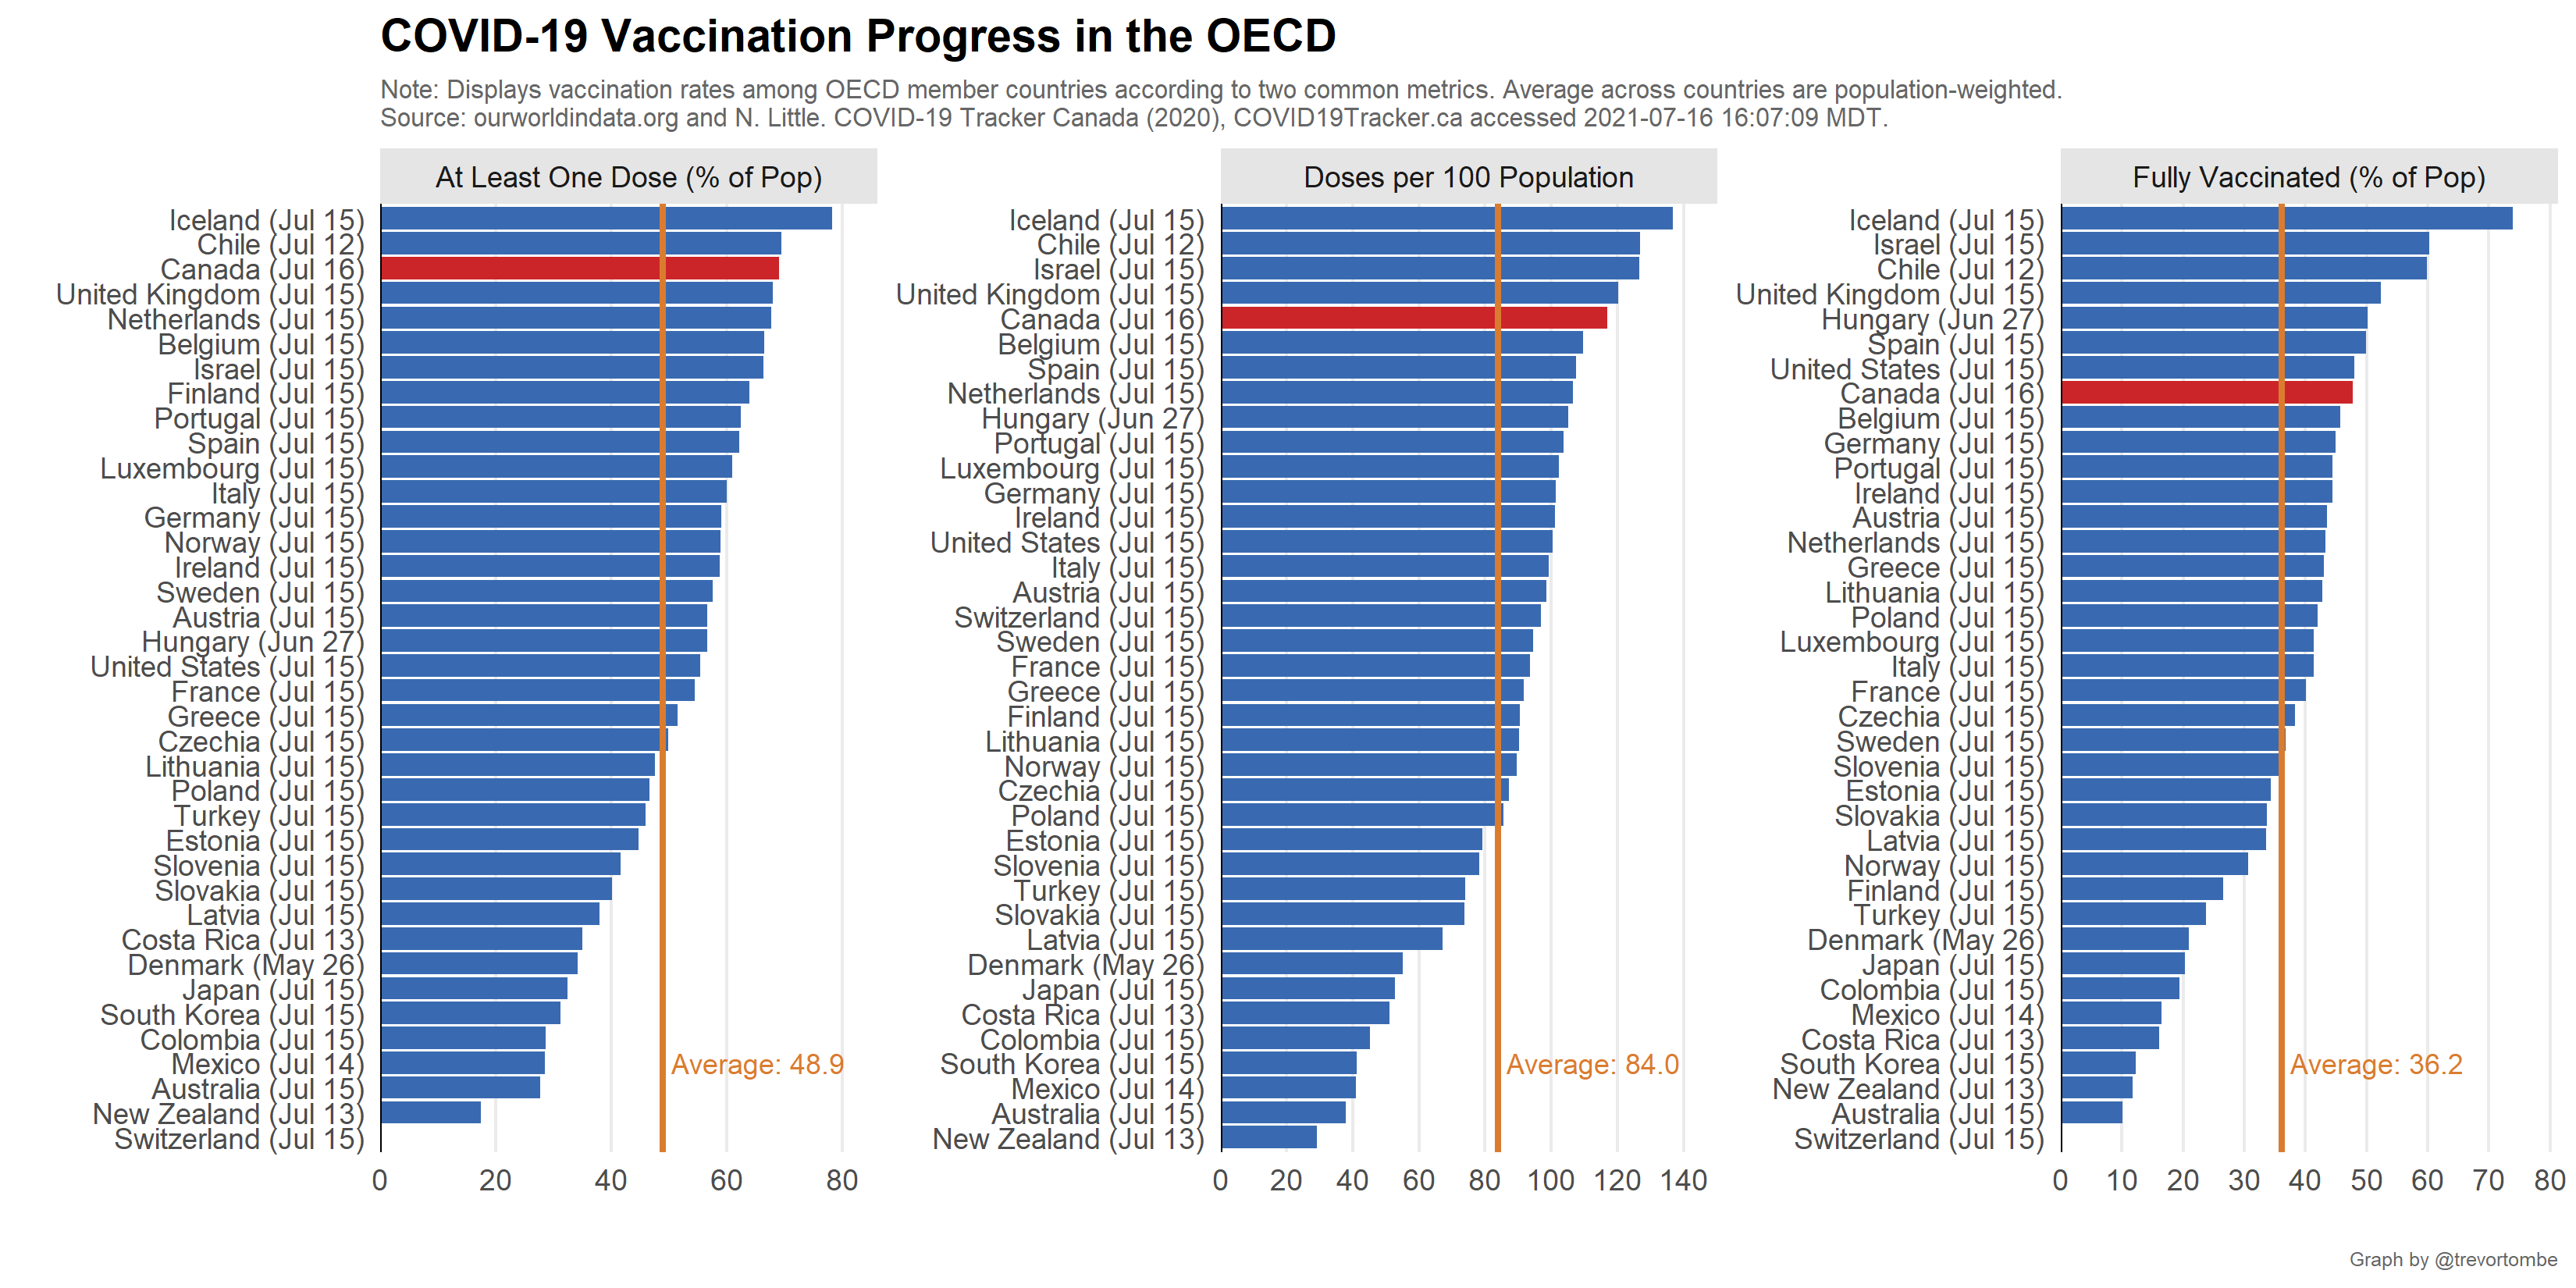 COVID-19 Vaccination Progress in the OECD
Note: Displays vaccination rates among OECD member countries according to two common metrics. Average across countries are population-weighted.
Source: ourworldindata.org and N. Little. COVID-19 Tracker Canada (2020), COVID19Tracker.ca accessed 2021-07-16 16:07:09 MDT.
At Least One Dose (% of Pop)
Iceland (Jul 15)
Chile (Jul 12)
Canada (Jul 16)
United Kingdom (Jul 15)
Netherlands (Jul 15)
Belgium (Jul 15)
Israel (Jul 15)
Finland (Jul 15)
Portugal (Jul 15)
Spain (Jul 15)
Luxembourg (Jul 15)
Italy (Jul 15)
Germany (Jul 15)
Norway (Jul 15)
Ireland (Jul 15)
Sweden (Jul 15)
Austria (Jul 15)
Hungary (Jun 27)
United States (Jul 15)
France (Jul 15)
Greece (Jul 15)
Czechia (Jul 15)
Lithuania (Jul 15)
Poland (Jul 15)
Turkey (Jul 15)
Estonia (Jul 15)
Slovenia (Jul 15)
Slovakia (Jul 15)
Latvia (Jul 15)
Costa Rica (Jul 13)
Denmark (May 26)
Japan (Jul 15)
South Korea (Jul 15)
Colombia (Jul 15)
Mexico (Jul 14)
Australia (Jul 15)
New Zealand (Jul 13)
Switzerland (Jul 15)
Average: 48.9
0 20 40 60 80
Doses per 100 Population
Iceland (Jul 15)
Chile (Jul 12)
Israel (Jul 15)
United Kingdom (Jul 15)
Canada (Jul 16)
Belgium (Jul 15)
Spain (Jul 15)
Netherlands (Jul 15)
Hungary (Jun 27)
Portugal (Jul 15)
Luxembourg (Jul 15)
Germany (Jul 15)
Ireland (Jul 15)
United States (Jul 15)
Italy (Jul 15)
Austria (Jul 15)
Switzerland (Jul 15)
Sweden (Jul 15)
France (Jul 15)
Greece (Jul 15)
Finland (Jul 15)
Lithuania (Jul 15)
Norway (Jul 15)
Czechia (Jul 15)
Poland (Jul 15)
Estonia (Jul 15)
Slovenia (Jul 15)
Turkey (Jul 15)
Slovakia (Jul 15)
Latvia (Jul 15)
Denmark (May 26)
Japan (Jul 15)
Costa Rica (Jul 13)
Colombia (Jul 15)
South Korea (Jul 15)
Mexico (Jul 14)
Australia (Jul 15)
New Zealand (Jul 13)
Average: 84.0
0 20 40 60 80 100 120 140
Fully Vaccinated (% of Pop)
Iceland (Jul 15)
Israel (Jul 15)
Chile (Jul 12)
United Kingdom (Jul 15)
Hungary (Jun 27)
Spain (Jul 15)
United States (Jul 15)
Canada (Jul 16)
Belgium (Jul 15)
Germany (Jul 15)
Portugal (Jul 15)
Ireland (Jul 15)
Austria (Jul 15)
Netherlands (Jul 15)
Greece (Jul 15)
Lithuania (Jul 15)
Poland (Jul 15)
Luxembourg (Jul 15)
Italy (Jul 15)
France (Jul 15)
Czechia (Jul 15)
Sweden (Jul 15)
Slovenia (Jul 15)
Estonia (Jul 15)
Slovakia (Jul 15)
Latvia (Jul 15)
Norway (Jul 15)
Finland (Jul 15)
Turkey (Jul 15)
Denmark (May 26)
Japan (Jul 15)
Colombia (Jul 15)
Mexico (Jul 14)
Costa Rica (Jul 13)
South Korea (Jul 15)
New Zealand (Jul 13)
Australia (Jul 15)
Switzerland (Jul 15)
Average: 36.2
0 10 20 30 40 50 60 70 80
Graph by @trevortombe